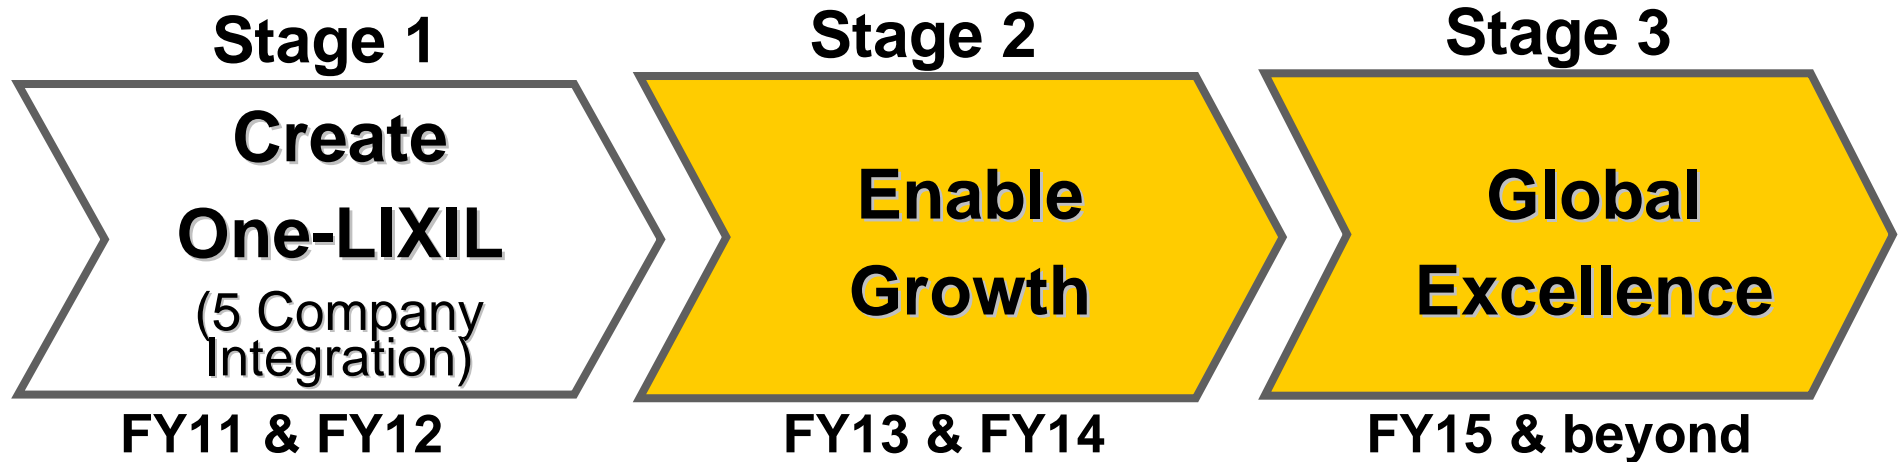 Stage 1
Create
One-LIXIL
(5 Company
Integration)
FY11 & FY12
Stage 2
Enable
Growth
FY13 & FY14
Stage 3
Global
Excellence
FY15 & beyond